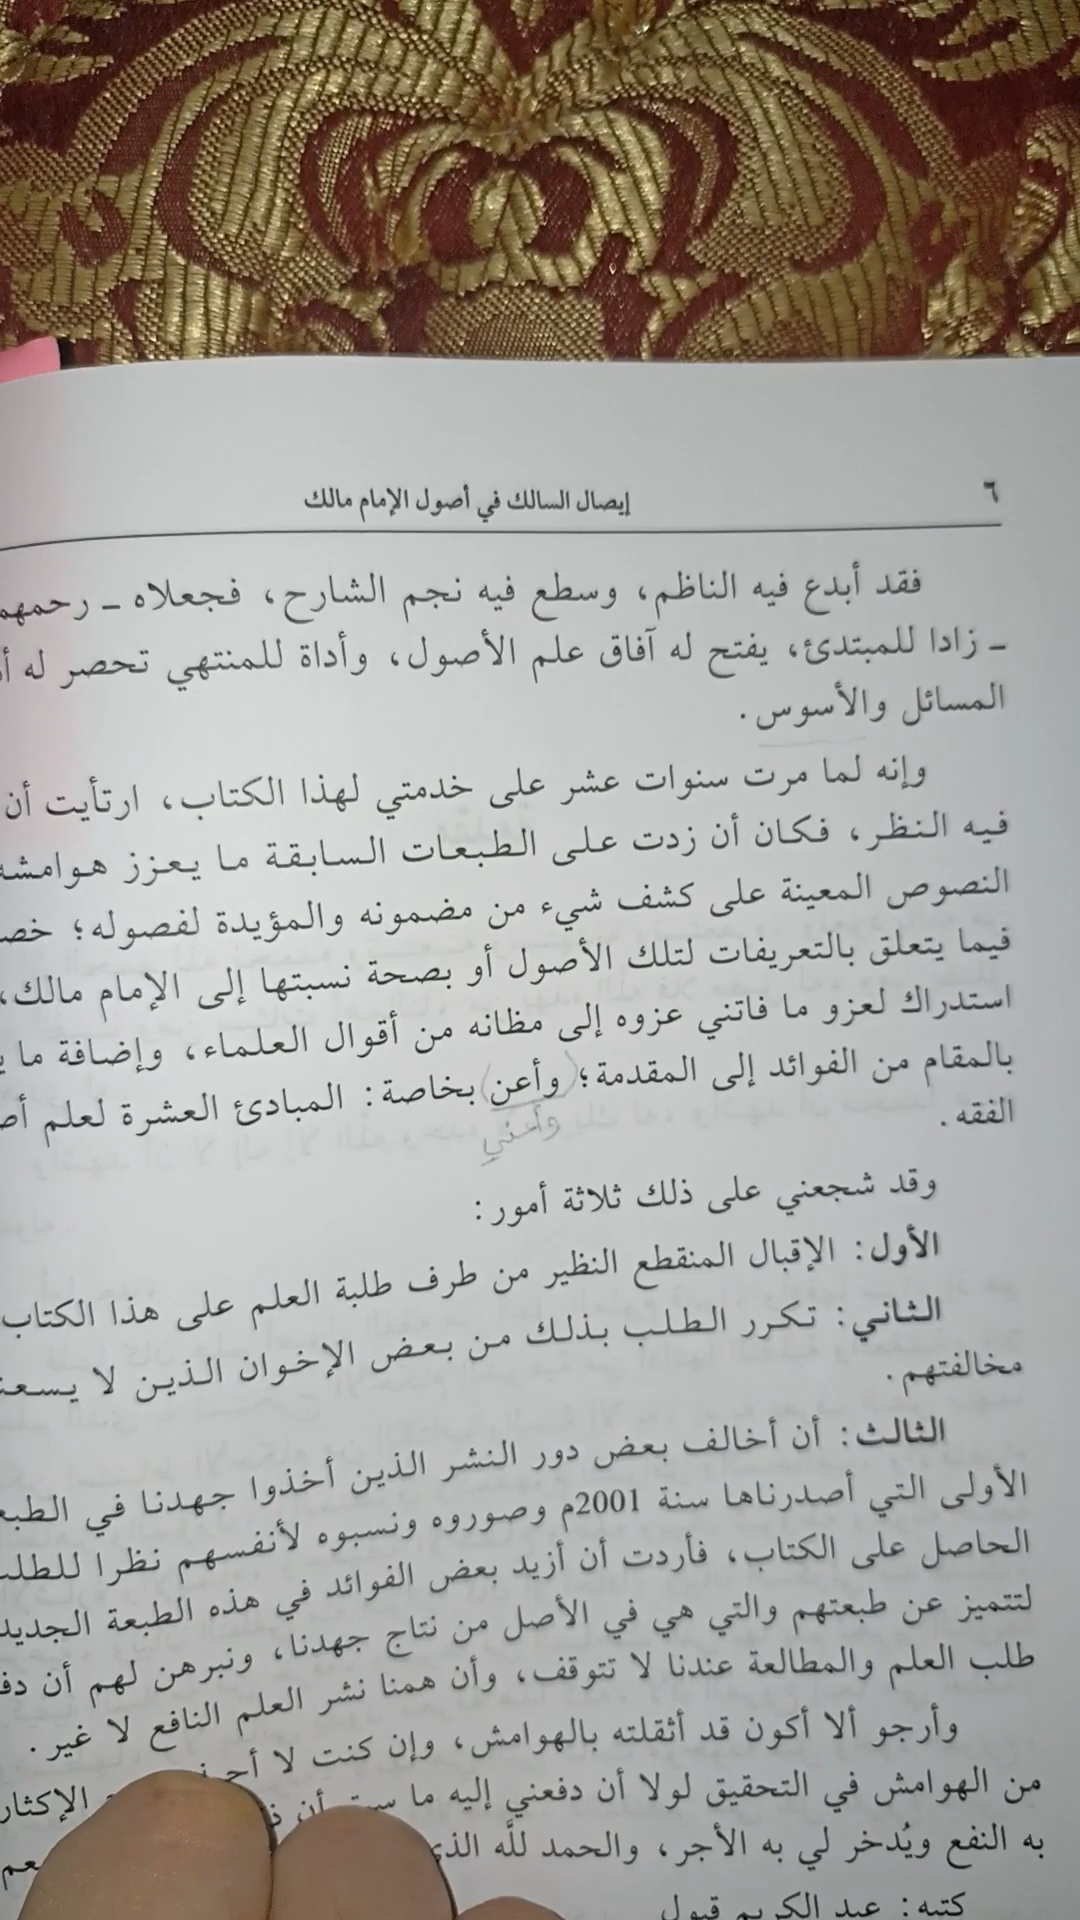 ٦
إيصال السالك في أصول الإمام مالك
فقد أبدع فيه الناظم، وسطع فيه نجم الشارح، فجعلاه ـ
ـ زادا للمبتدئ، يفتح له آفاق علم الأصول، وأداة للمنتهي تحصر له
المسائل والأسوس.
وإنه لما مرت سنوات عشر على خدمتي لهذا الكتاب، ارتأيت أن
فيه النظر، فكان أن زدت على الطبعات السابقة ما يعزز
النصوص المعينة على كشف شيء من مضمونه والمؤيدة لفصوله؛
فيما يتعلق بالتعريفات لتلك الأصول أو بصحة نسبتها إلى الإمام مالك،
استدراك لعزو ما فاتني عزوه إلى مظانه من أقوال العلماء، وإضافة ما
بالمقام من الفوائد إلى المقدمة؛ (وأعن) بخاصة: المبادئ العشرة لعلم
وأعني
الفقه.
وقد شجعني على ذلك ثلاثة أمور:
الأول: الإقبال المنقطع النظير من طرف طلبة العلم على هذا الكتاب
الثاني: تكرر الطلب بذلك من بعض الإخوان الذين لا
مخالفتهم.
الثالث: أن أخالف بعض دور النشر الذين أخذوا جهدنا في
الأولى التي أصدرناها سنة 2001م وصوروه ونسبوه لأنفسهم نظرا
الحاصل على الكتاب، فأردت أن أزيد بعض الفوائد في هذه الطبعة
لتتميز عن طبعتهم والتي هي في الأصل من نتاج جهدنا، ونبرهن لهم أن
طلب العلم والمطالعة عندنا لا تتوقف، وأن همنا نشر العلم النافع لا غير.
وأرجو ألا أكون قد أثقلته بالهوامش، وإن كنت لا
الإكثار
من الهوامش في التحقيق لولا أن دفعني إليه ما سبق أن
به النفع ويُدخر لي به الأجر، والحمد لله
كتبه: عبد الكريم قبول